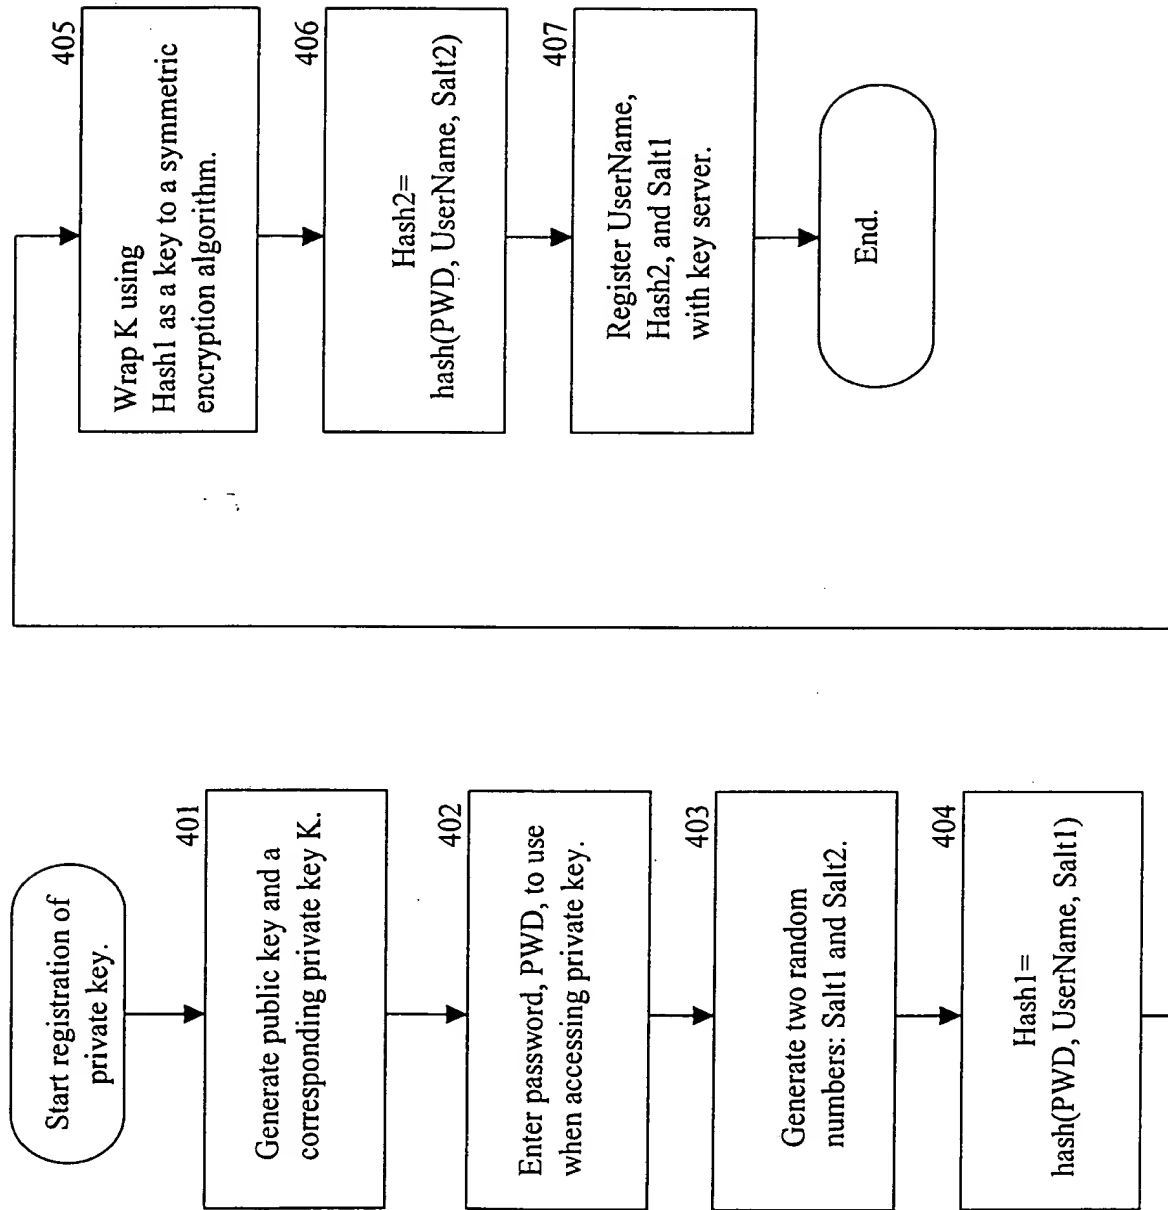 Start registration of
private key.
401
Generate public key and a
corresponding private key K.
402
Enter password, PWD, to use
when accessing private key.
403
Generate two random
numbers: Salt1 and Salt2.
404
Hash1=
hash(PWD, UserName, Salt1)
405
Wrap K using
Hash1 as a key to a symmetric
encryption algorithm.
406
Hash2=
hash(PWD, UserName, Salt2)
407
Register UserName,
Hash2, and Salt1
with key server.
End.